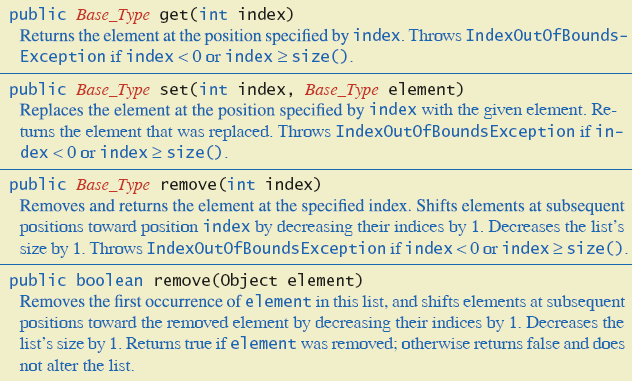 public Base_Type get(int index)
Returns the element at the position specified by index. Throws IndexOutOfBounds-
Exception if index < 0 or index ≥ size().
public Base_Type set(int index, Base_Type element)
Replaces the element at the position specified by index with the given element. Re-
turns the element that was replaced. Throws IndexOutOfBoundsException if in-
dex < 0 or index ≥ size().
public Base_Type remove(int index)
Removes and returns the element at the specified index. Shifts elements at subsequent
positions toward position index by decreasing their indices by 1. Decreases the list's
size by 1. Throws IndexOutOfBoundsException if index < 0 or index ≥ size().
public boolean remove(Object element)
Removes the first occurrence of element in this list, and shifts elements at subsequent
positions toward the removed element by decreasing their indices by 1. Decreases the
list's size by 1. Returns true if element was removed; otherwise returns false and does
not alter the list.